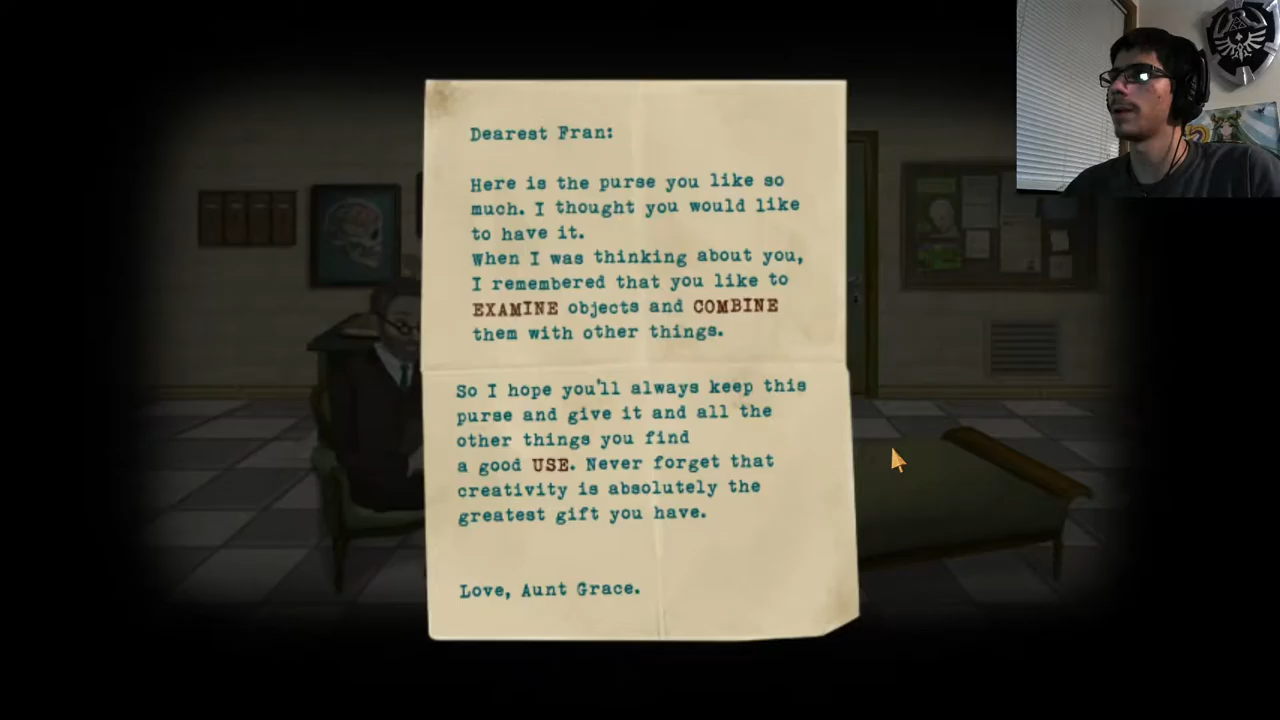 Dearest Fran:
Here is the purse you like so
much. I thought you would like
to have it.
When I was thinking about you,
I remembered that you like to
EXAMINE objects and COMBINE
them with other things.
So I hope you'll always keep this
purse and give it and all the
other things you find
a good USE. Never forget that
creativity is absolutely the
greatest gift you have.
Love, Aunt Grace.